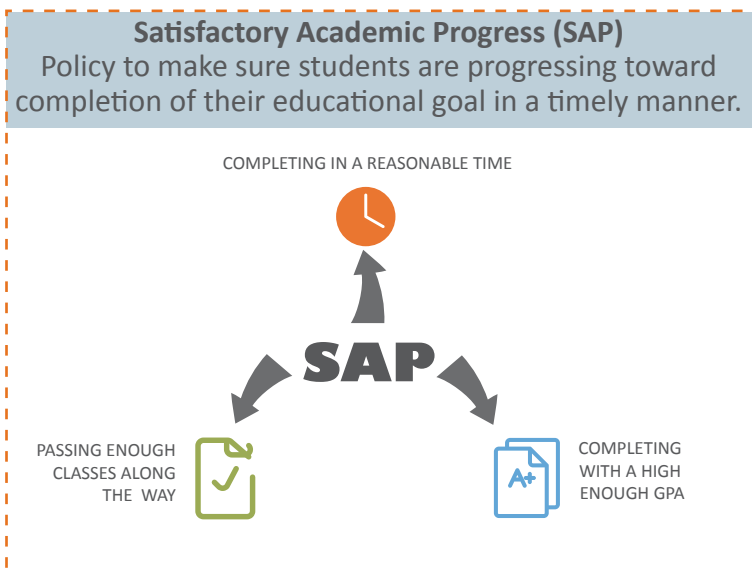 Satisfactory Academic Progress (SAP)
Policy to make sure students are progressing toward
completion of their educational goal in a timely manner.
COMPLETING IN A REASONABLE TIME
SAP
PASSING ENOUGH
CLASSES ALONG
THE WAY
A+
COMPLETING
WITH A HIGH
ENOUGH GPA